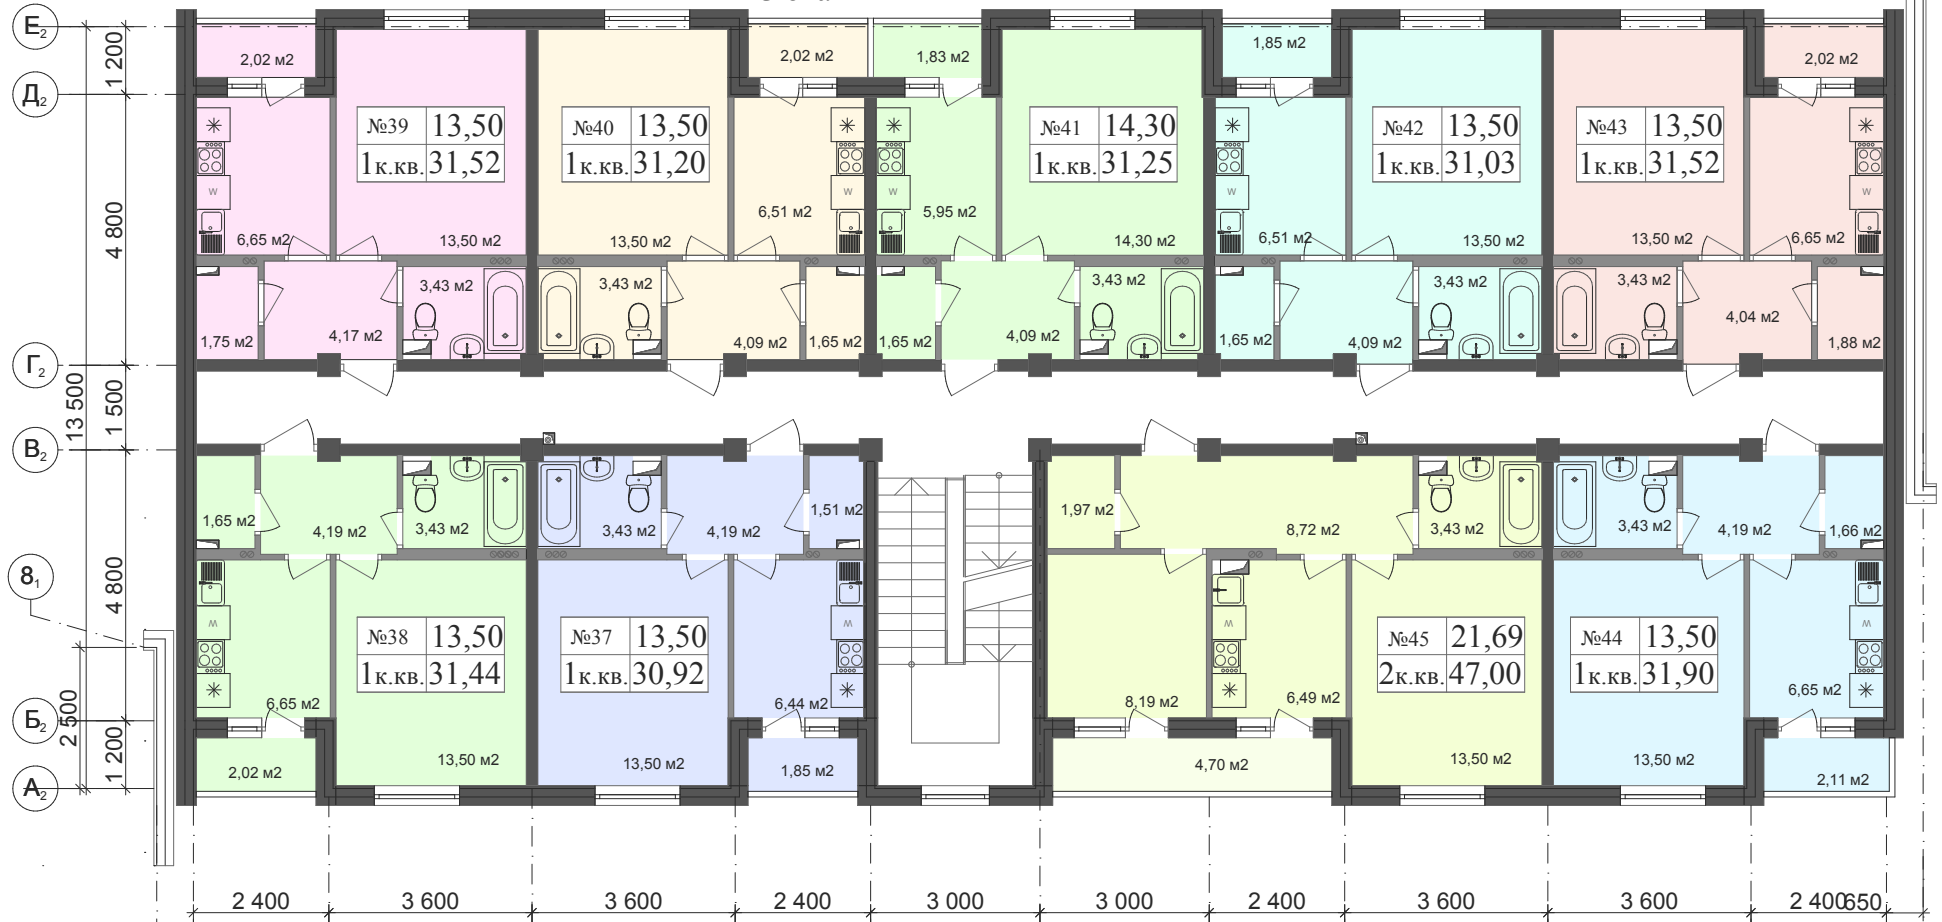 Е₂
Д₂
Г₂
В₂
8₁
Б₂
А₂
1 200
4 800
1 500
4 800
1 200
13 500
2 500
2,02 м2
№39 13,50
1к.кв. 31,52
6,65 м2
13,50 м2
1,75 м2
4,17 м2
3,43 м2
W
2,02 м2
№40 13,50
1к.кв. 31,20
6,51 м2
13,50 м2
3,43 м2
4,09 м2
1,65 м2
W
1,83 м2
№41 14,30
1к.кв. 31,25
5,95 м2
14,30 м2
1,65 м2
4,09 м2
3,43 м2
W
1,85 м2
№42 13,50
1к.кв. 31,03
6,51 м2
13,50 м2
1,65 м2
4,09 м2
3,43 м2
W
2,02 м2
№43 13,50
1к.кв. 31,52
13,50 м2
6,65 м2
3,43 м2
4,04 м2
1,88 м2
W
1,65 м2
4,19 м2
3,43 м2
W
№38 13,50
1к.кв. 31,44
6,65 м2
13,50 м2
2,02 м2
3,43 м2
4,19 м2
1,51 м2
W
№37 13,50
1к.кв. 30,92
6,44 м2
13,50 м2
1,85 м2
1,97 м2
8,72 м2
3,43 м2
W
№45 21,69
2к.кв. 47,00
8,19 м2
6,49 м2
13,50 м2
4,70 м2
3,43 м2
4,19 м2
1,66 м2
W
№44 13,50
1к.кв. 31,90
6,65 м2
13,50 м2
2,11 м2
2 400 3 600 3 600 2 400 3 000 3 000 2 400 3 600 3 600 2 400 650